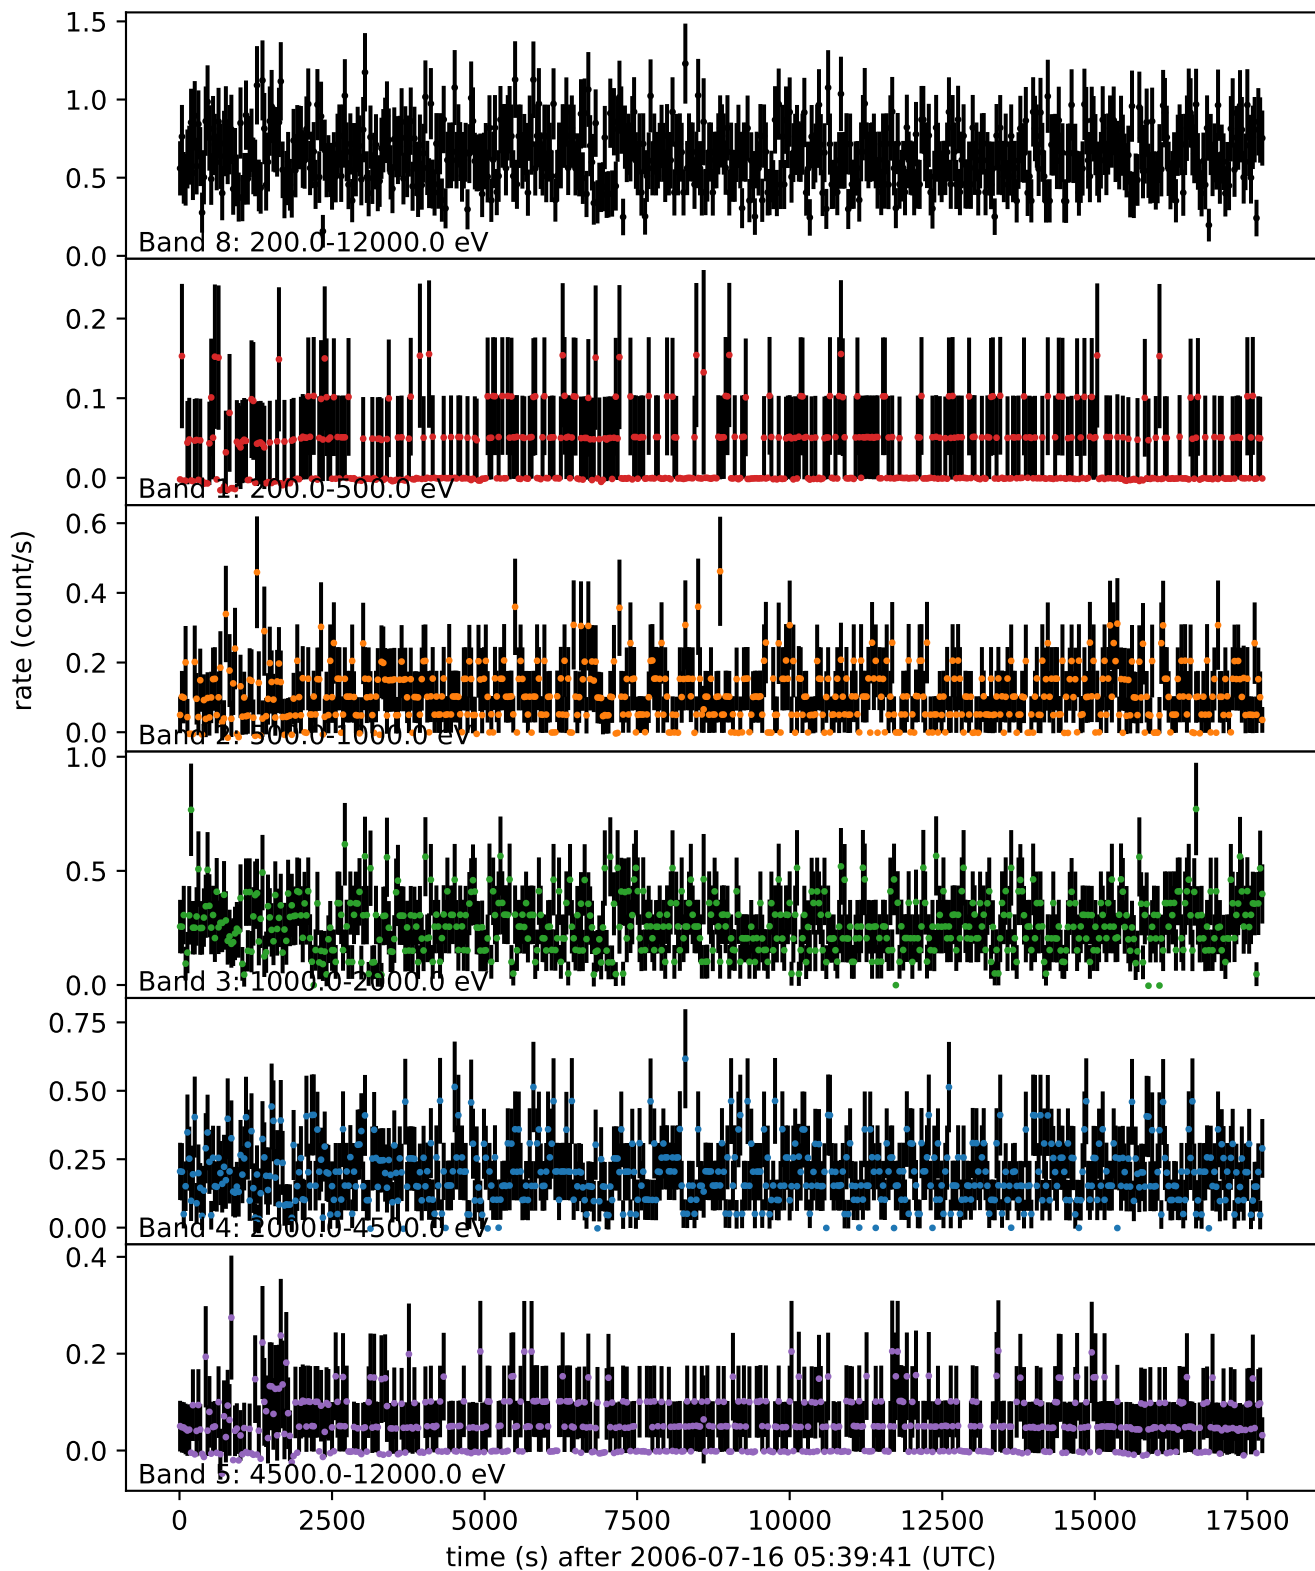 1.5
1.0
0.5
0.0
Band 8: 200.0-12000.0 eV
0.2
0.1
0.0
Band 1: 200.0-500.0 eV
rate (count/s)
0.6
0.4
0.2
0.0
Band 2: 500.0-1000.0 eV
1.0
0.5
0.0
Band 3: 1000.0-2000.0 eV
0.75
0.50
0.25
0.00
Band 4: 2000.0-4500.0 eV
0.4
0.2
0.0
Band 5: 4500.0-12000.0 eV
0 2500 5000 7500 10000 12500 15000 17500
time (s) after 2006-07-16 05:39:41 (UTC)